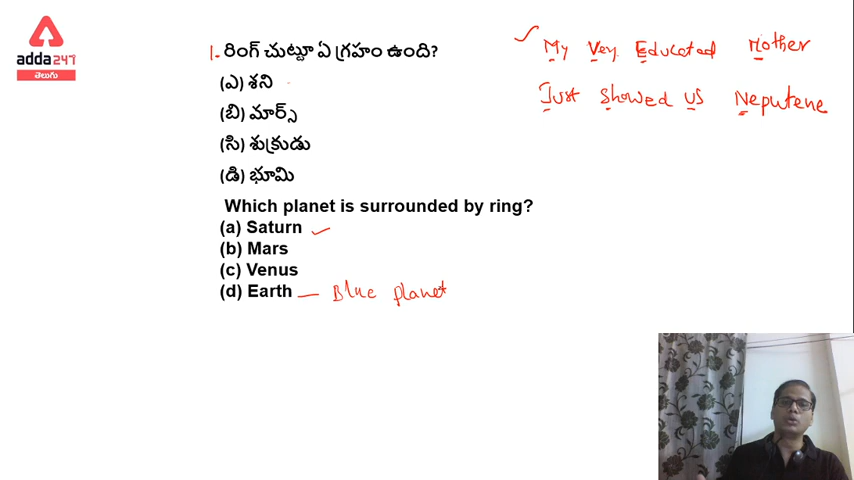 adda247
తెలుగు
1. రింగ్ చుట్టూ ఏ గ్రహం ఉంది?
(ఎ) శని
(బి) మార్స్
(సి) శుక్రుడు
(డి) భూమి
Which planet is surrounded by ring?
(a) Saturn
(b) Mars
(c) Venus
(d) Earth — Blue planet
My Very Educated Mother
Just Showed US Neputene